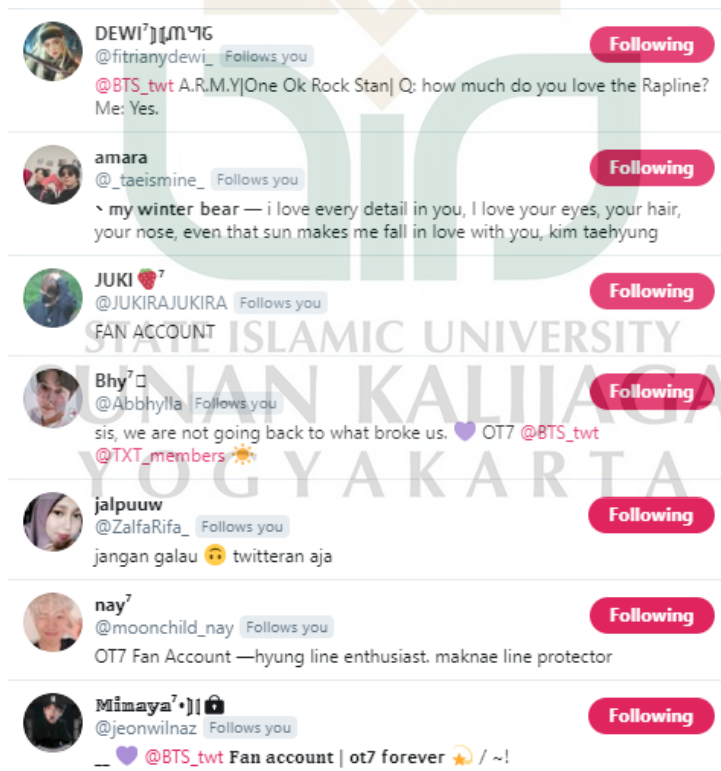 DEWI⁷⟭⟬ᗰYG
Following
@fitrianydewi_ Follows you
@BTS_twt A.R.M.Y|One Ok Rock Stan| Q: how much do you love the Rapline?
Me: Yes.
amara
Following
@_taeismine_ Follows you
` my winter bear — i love every detail in you, I love your eyes, your hair,
your nose, even that sun makes me fall in love with you, kim taehyung
JUKI 🍓⁷
Following
@JUKIRAJUKIRA Follows you
FAN ACCOUNT
STATE ISLAMIC UNIVERSITY
Bhy⁷□
Following
@Abbhylla Follows you
SUNAN KALIJAGA
sis, we are not going back to what broke us. 💜 OT7 @BTS_twt
@TXT_members ☀️
YOGYAKARTA
jalpuuw
Following
@ZalfaRifa_ Follows you
jangan galau 🙃 twitteran aja
nay⁷
Following
@moonchild_nay Follows you
OT7 Fan Account —hyung line enthusiast. maknae line protector
𝕄𝕚𝕟𝕒𝕪𝕒⁷•⟭⟬🔒
Following
@jeonwilnaz Follows you
__ 💜 @BTS_twt 𝐅𝐚𝐧 𝐚𝐜𝐜𝐨𝐮𝐧𝐭 | 𝐨𝐭𝟕 𝐟𝐨𝐫𝐞𝐯𝐞𝐫 💫 / ~!